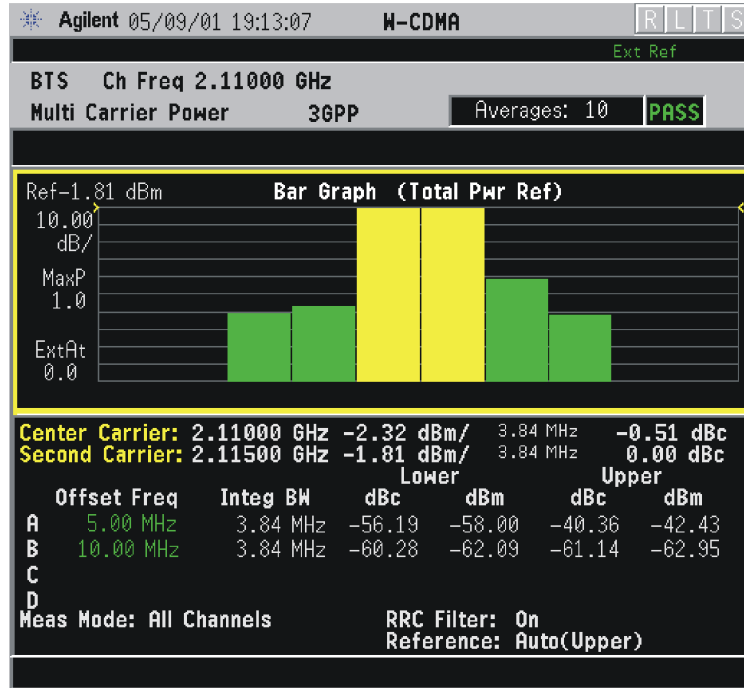 Agilent 05/09/01 19:13:07 W-CDMA R L T S
Ext Ref
BTS Ch Freq 2.11000 GHz
Multi Carrier Power 3GPP Averages: 10 PASS
Ref-1.81 dBm Bar Graph (Total Pwr Ref)
10.00
dB/
MaxP
1.0
ExtAt
0.0
Center Carrier: 2.11000 GHz -2.32 dBm/ 3.84 MHz -0.51 dBc
Second Carrier: 2.11500 GHz -1.81 dBm/ 3.84 MHz 0.00 dBc
Lower Upper
Offset Freq Integ BW dBc dBm dBc dBm
A 5.00 MHz 3.84 MHz -56.19 -58.00 -40.36 -42.43
B 10.00 MHz 3.84 MHz -60.28 -62.09 -61.14 -62.95
C
D
Meas Mode: All Channels RRC Filter: On
Reference: Auto(Upper)